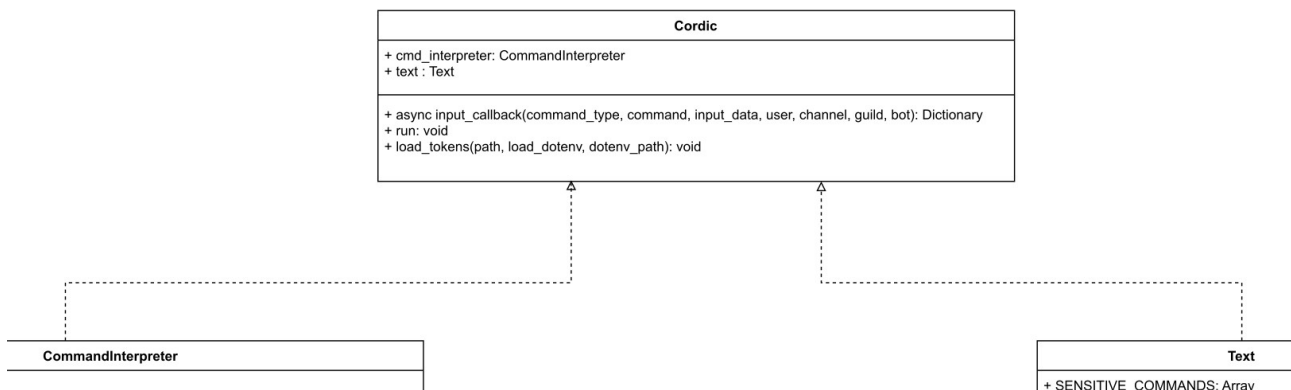 Cordic
+ cmd_interpreter: CommandInterpreter
+ text : Text
+ async input_callback(command_type, command, input_data, user, channel, guild, bot): Dictionary
+ run: void
+ load_tokens(path, load_dotenv, dotenv_path): void
CommandInterpreter
Text
+ SENSITIVE_COMMANDS: Array